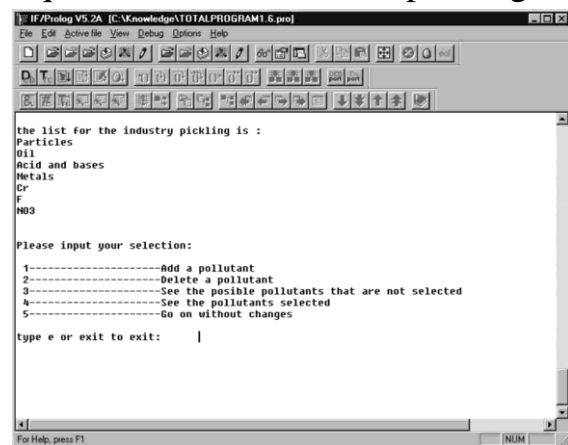 IF/Prolog V5.2A [C:\Knowledge\TOTALPROGRAM1.6.pro]
File Edit Active file View Debug Options Help
the list for the industry pickling is :
Particles
Oil
Acid and bases
Metals
Cr
F
NO3
Please input your selection:
1--------------------Add a pollutant
2--------------------Delete a pollutant
3--------------------See the posible pollutants that are not selected
4--------------------See the pollutants selected
5--------------------Go on without changes
type e or exit to exit:
For Help, press F1
NUM